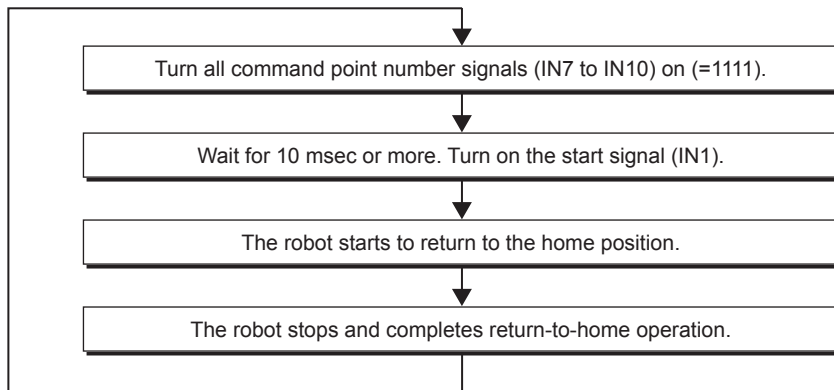 Turn all command point number signals (IN7 to IN10) on (=1111).
Wait for 10 msec or more. Turn on the start signal (IN1).
The robot starts to return to the home position.
The robot stops and completes return-to-home operation.